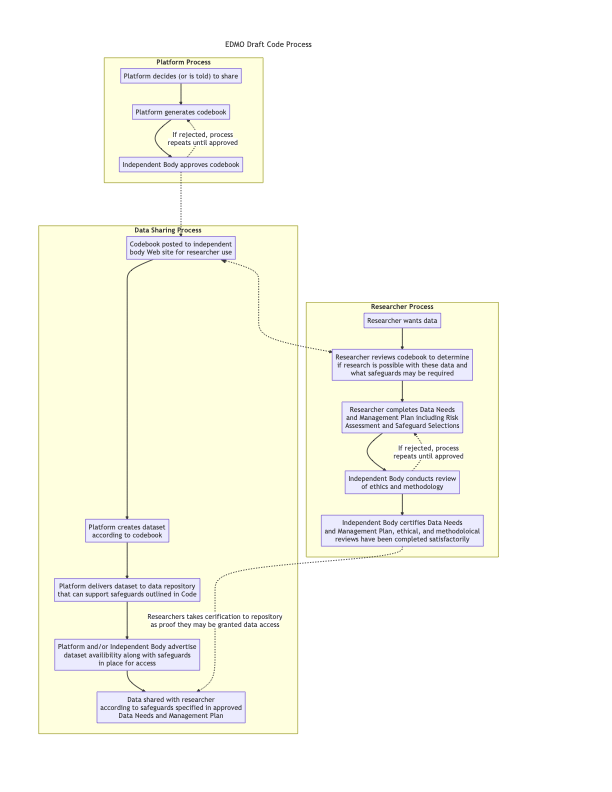 EDMO Draft Code Process
Platform Process
Platform decides (or is told) to share
Platform generates codebook
If rejected, process
repeats until approved
Independent Body approves codebook
Data Sharing Process
Codebook posted to independent
body Web site for researcher use
Researcher Process
Researcher wants data
Researcher reviews codebook to determine
if research is possible with these data and
what safeguards may be required
Researcher completes Data Needs
and Management Plan including Risk
Assessment and Safeguard Selections
If rejected, process
repeats until approved
Independent Body conducts review
of ethics and methodology
Independent Body certifies Data Needs
and Management Plan, ethical, and methodoloical
reviews have been completed satisfactorily
Platform creates dataset
according to codebook
Platform delivers dataset to data repository
that can support safeguards outlined in Code
Researchers takes cerification to repository
as proof they may be granted data access
Platform and/or Independent Body advertise
dataset availibility along with safeguards
in place for access
Data shared with researcher
according to safeguards specified in approved
Data Needs and Management Plan